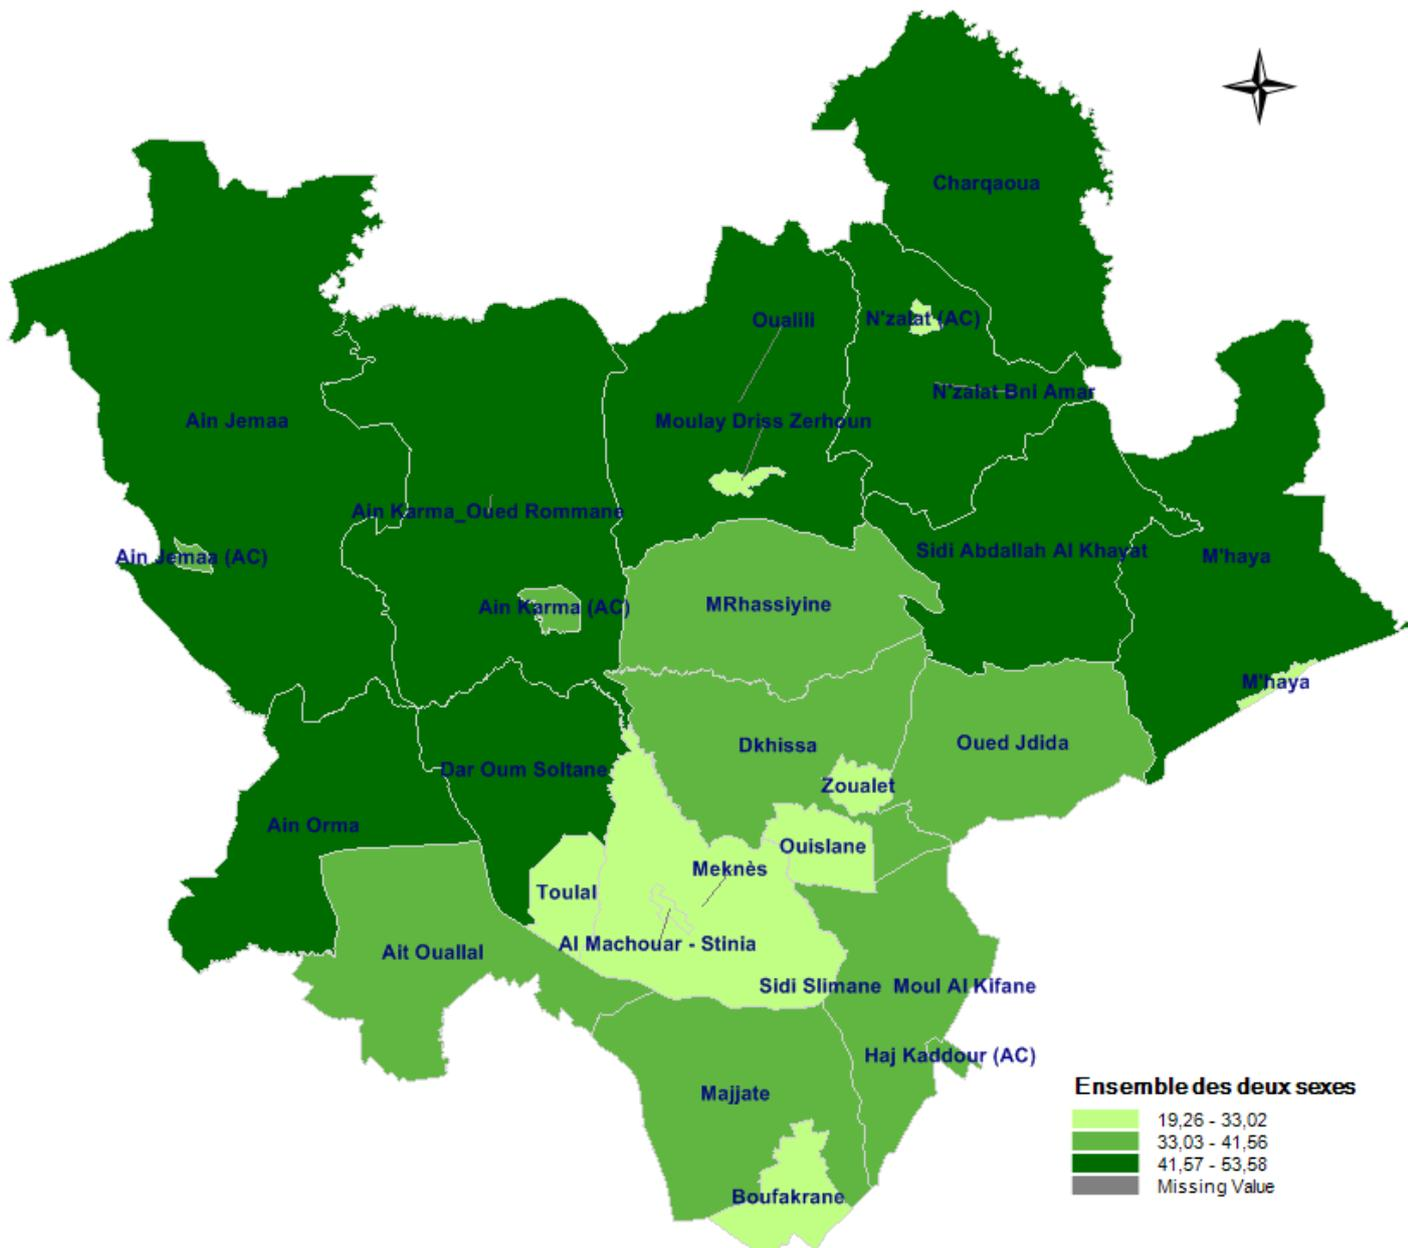 Charqaoua
Oualili
N'zalat (AC)
N'zalat Bni Amar
Ain Jemaa
Moulay Driss Zerhoun
Ain Karma_Oued Rommane
Ain Jemaa (AC)
Sidi Abdallah Al Khayat
M'haya
Ain Karma (AC)
MRhassiyine
M'haya
Dkhissa
Oued Jdida
Dar Oum Soltane
Zoualet
Ain Orma
Ouislane
Meknès
Toulal
Al Machouar - Stinia
Ait Ouallal
Sidi Slimane Moul Al Kifane
Haj Kaddour (AC)
Majjate
Boufakrane
Ensemble des deux sexes
19,26 - 33,02
33,03 - 41,56
41,57 - 53,58
Missing Value